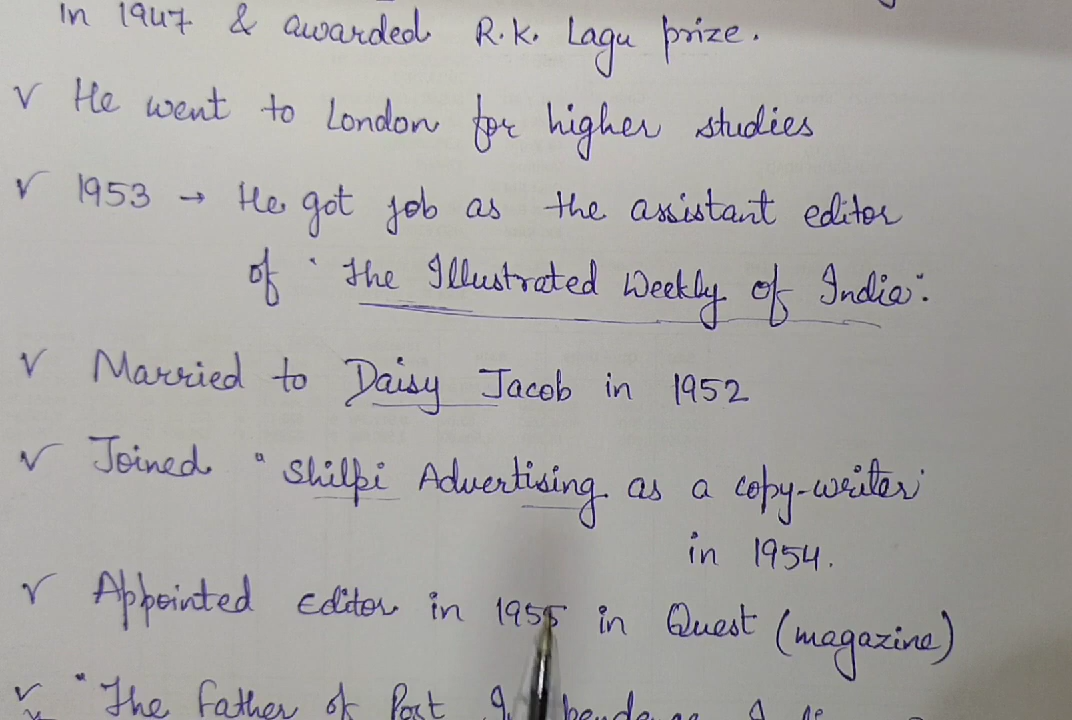 in 1947 & awarded R.K. Lagu prize.
✓ He went to London for higher studies
✓ 1953 → He got job as the assistant editor
of "The Illustrated Weekly of India".
✓ Married to Daisy Jacob in 1952
✓ Joined "Shilpi Advertising as a copy-writer"
in 1954.
✓ Appointed editor in 1955 in Quest (magazine)
✓ "The Father of Post